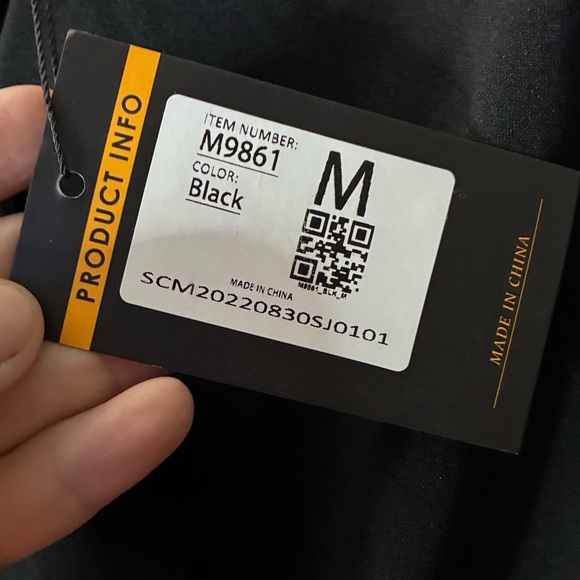 PRODUCT INFO
ITEM NUMBER:
M9861
COLOR:
Black
M
M9861_BLK_M
MADE IN CHINA
SCM20220830SJ0101
MADE IN CHINA